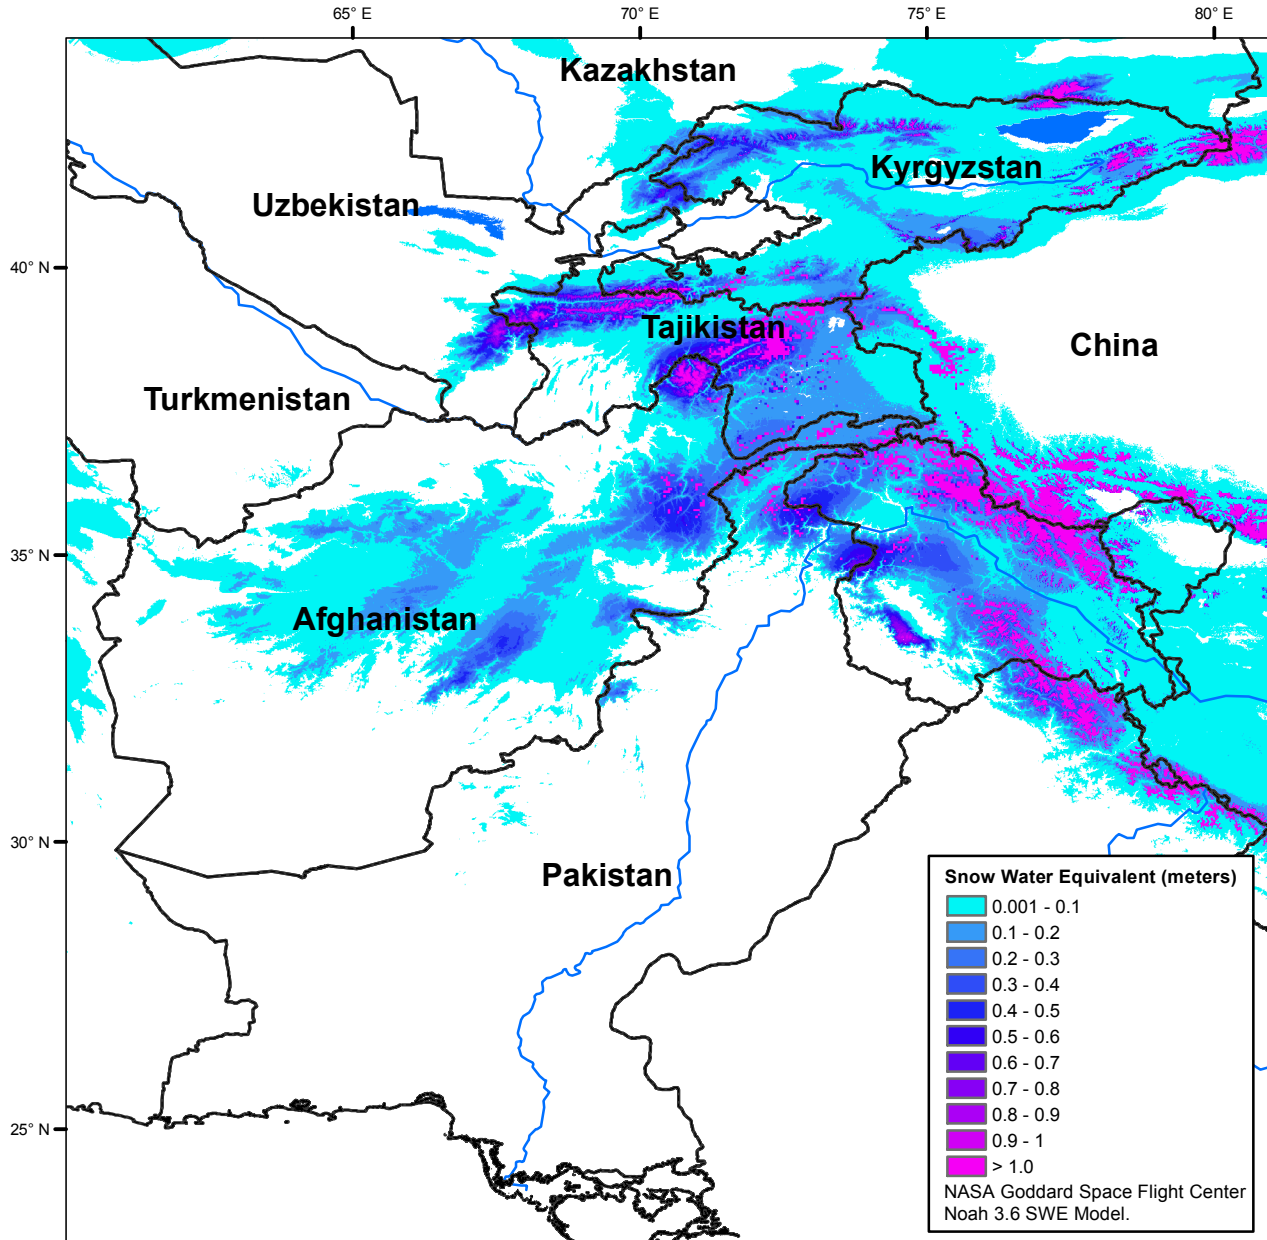 65° E
70° E
75° E
80° E
Kazakhstan
Kyrgyzstan
Uzbekistan
40° N
Tajikistan
China
Turkmenistan
35° N
Afghanistan
30° N
Pakistan
Snow Water Equivalent (meters)
0.001 - 0.1
0.1 - 0.2
0.2 - 0.3
0.3 - 0.4
0.4 - 0.5
0.5 - 0.6
0.6 - 0.7
0.7 - 0.8
0.8 - 0.9
0.9 - 1
> 1.0
25° N
NASA Goddard Space Flight Center
Noah 3.6 SWE Model.